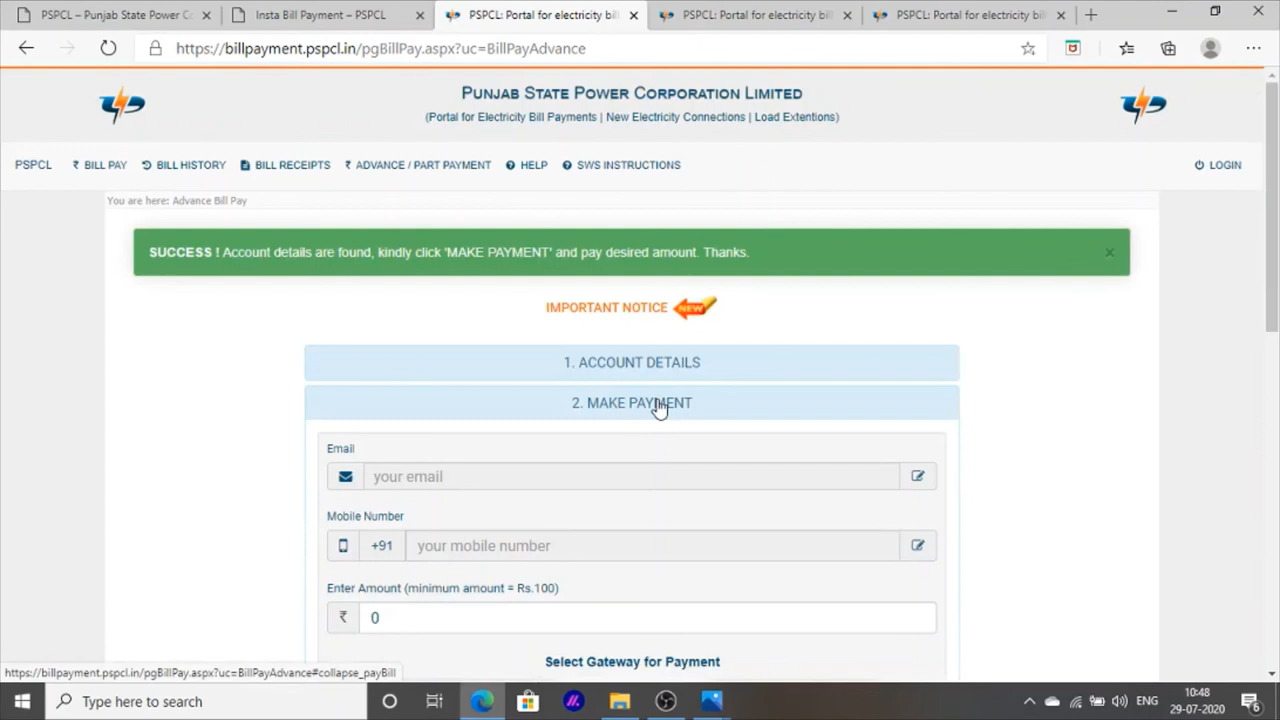 PSPCL – Punjab State Power Co
Insta Bill Payment – PSPCL
PSPCL: Portal for electricity bil
PSPCL: Portal for electricity bil
PSPCL: Portal for electricity bil
https://billpayment.pspcl.in/pgBillPay.aspx?uc=BillPayAdvance
PUNJAB STATE POWER CORPORATION LIMITED
(Portal for Electricity Bill Payments | New Electricity Connections | Load Extentions)
PSPCL ₹ BILL PAY BILL HISTORY BILL RECEIPTS ₹ ADVANCE / PART PAYMENT HELP SWS INSTRUCTIONS LOGIN
You are here: Advance Bill Pay
SUCCESS ! Account details are found, kindly click 'MAKE PAYMENT' and pay desired amount. Thanks. ×
IMPORTANT NOTICE NEW
1. ACCOUNT DETAILS
2. MAKE PAYMENT
Email
your email
Mobile Number
+91 your mobile number
Enter Amount (minimum amount = Rs.100)
₹ 0
Select Gateway for Payment
https://billpayment.pspcl.in/pgBillPay.aspx?uc=BillPayAdvance#collapse_payBill
Type here to search
ENG
10:48
29-07-2020
6